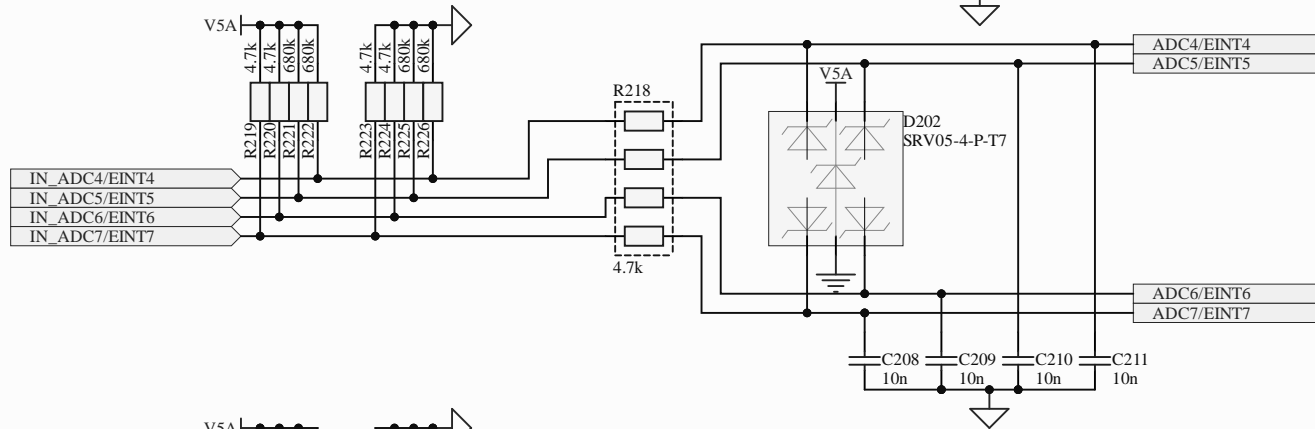 V5A
4.7k
4.7k
680k
680k
4.7k
4.7k
680k
680k
R219
R220
R221
R222
R223
R224
R225
R226
IN_ADC4/EINT4
IN_ADC5/EINT5
IN_ADC6/EINT6
IN_ADC7/EINT7
R218
4.7k
V5A
D202
SRV05-4-P-T7
ADC4/EINT4
ADC5/EINT5
ADC6/EINT6
ADC7/EINT7
C208
10n
C209
10n
C210
10n
C211
10n
V5A